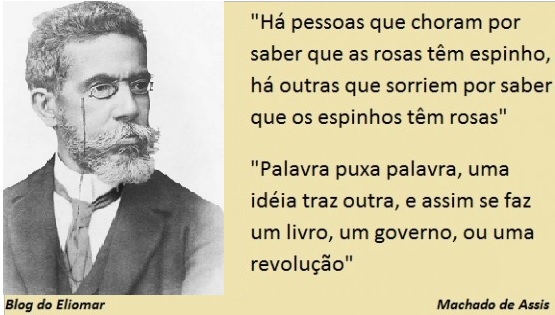 "Há pessoas que choram por
saber que as rosas têm espinho,
há outras que sorriem por saber
que os espinhos têm rosas"
"Palavra puxa palavra, uma
idéia traz outra, e assim se faz
um livro, um governo, ou uma
revolução"
Blog do Eliomar
Machado de Assis